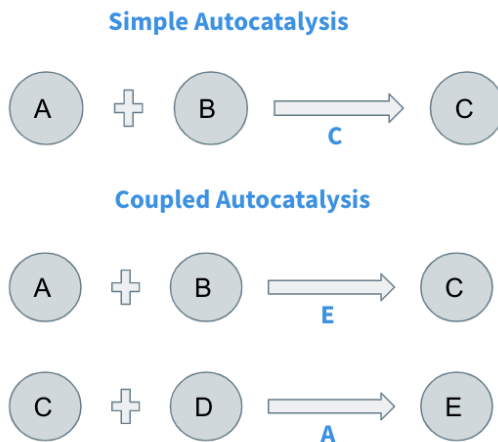 Simple Autocatalysis
A B C
C
Coupled Autocatalysis
A B C
E
C D E
A